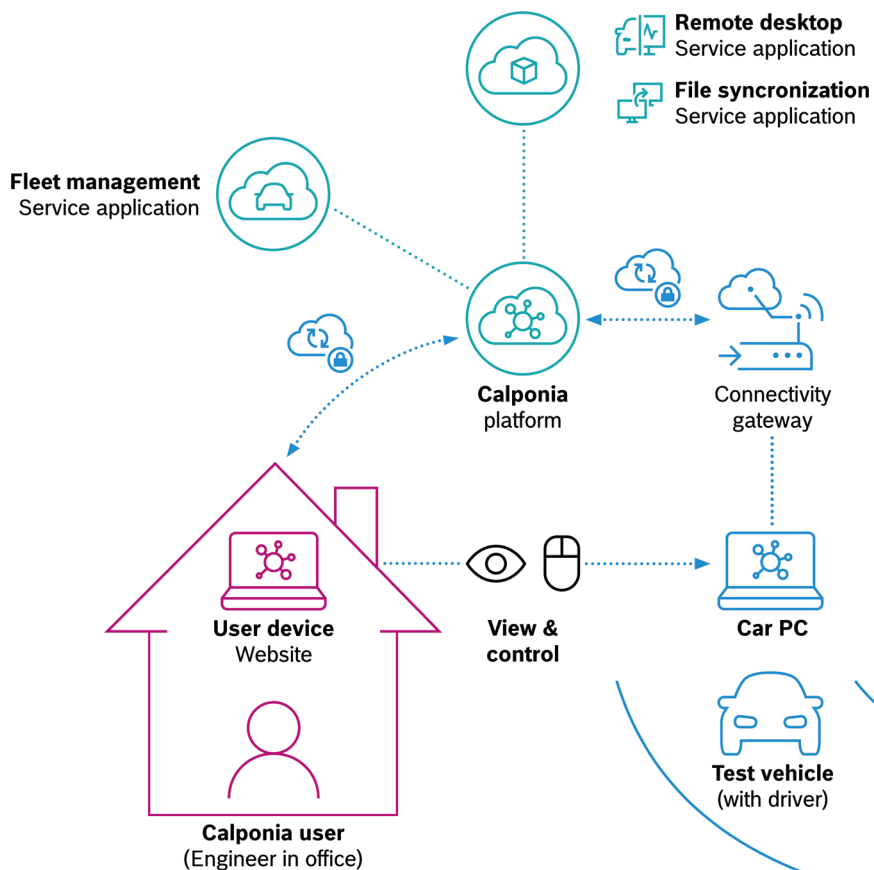 Remote desktop
Service application
File syncronization
Service application
Fleet management
Service application
Calponia
platform
Connectivity
gateway
User device
Website
View &
control
Car PC
Test vehicle
(with driver)
Calponia user
(Engineer in office)